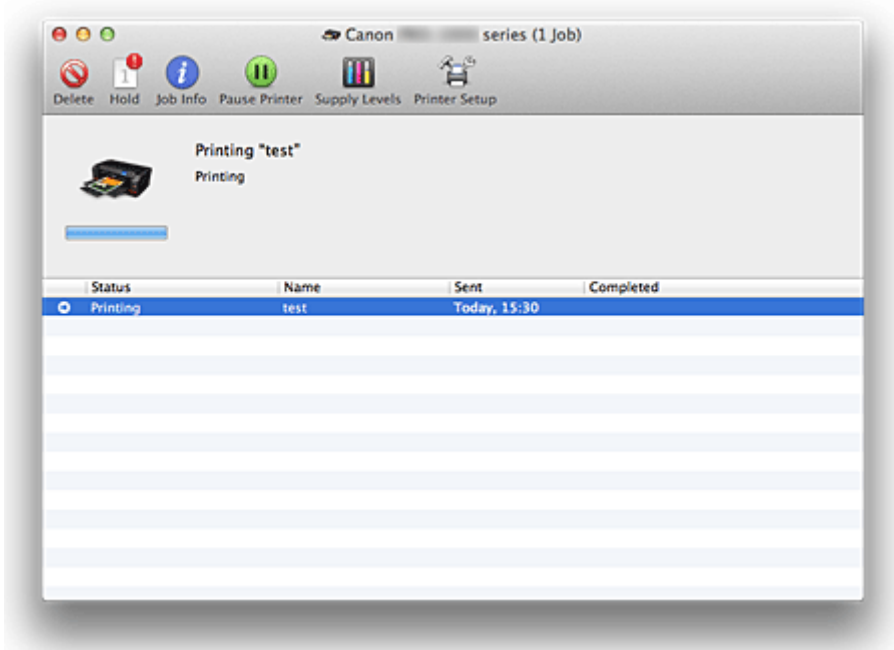 Canon series (1 Job)
1
Delete Hold Job Info Pause Printer Supply Levels Printer Setup
Printing "test"
Printing
Status Name Sent Completed
Printing test Today, 15:30